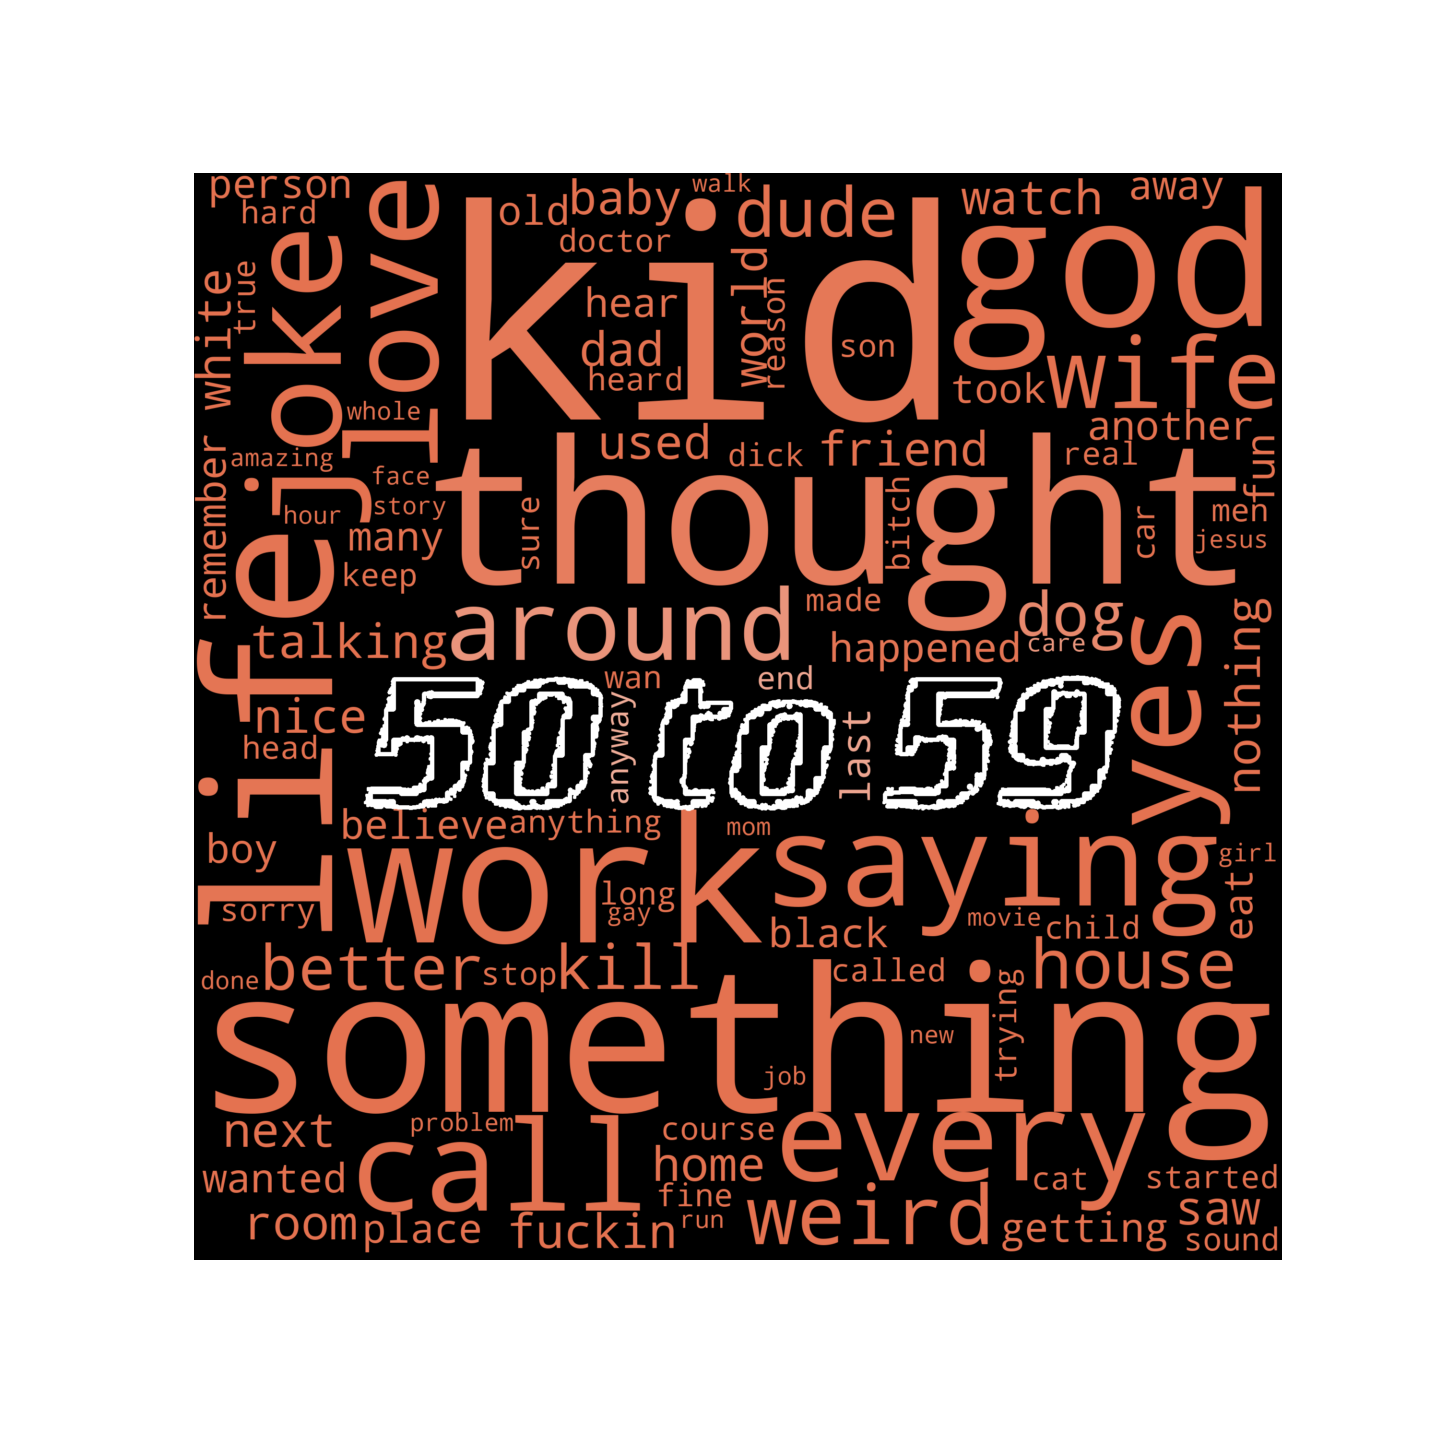 person
hard
joke
love
old
baby
walk
dude
watch
away
doctor
kid
god
white
true
hear
dad
heard
world
reason
son
took
wife
whole
another
used
dick
friend
real
fun
remember
amazing
face
story
hour
many
keep
thought
sure
bitch
car
men
jesus
life
talking
around
made
dog
care
happened
yes
nothing
nice
head
wan
end
anyway
last
50 to 59
believe
anything
mom
boy
work
saying
girl
sorry
long
gay
movie
child
eat
black
better
stop
kill
called
house
done
something
new
trying
job
next
problem
call
course
every
home
wanted
fine
cat
started
room
place
fuckin
run
weird
getting
saw
sound